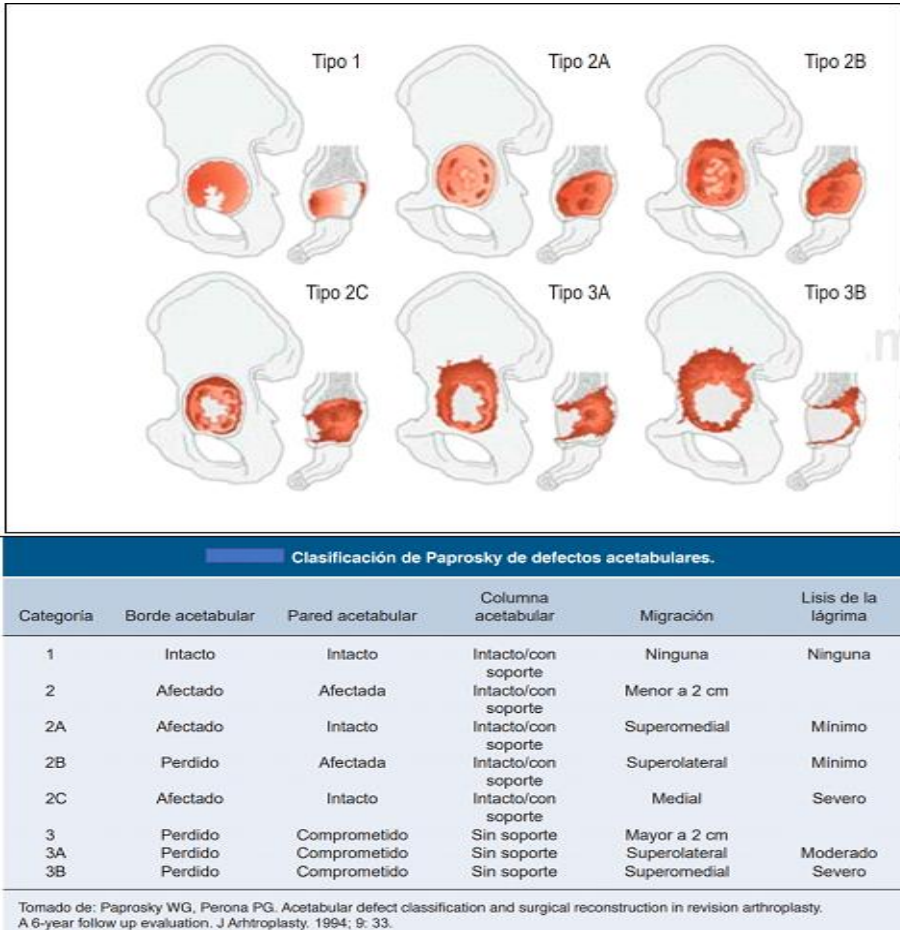 Tipo 1 Tipo 2A Tipo 2B
Tipo 2C Tipo 3A Tipo 3B
Clasificación de Paprosky de defectos acetabulares.
Categoría Borde acetabular Pared acetabular Columna acetabular Migración Lisis de la lágrima
1 Intacto Intacto Intacto/con soporte Ninguna Ninguna
2 Afectado Afectada Intacto/con soporte Menor a 2 cm
2A Afectado Intacto Intacto/con soporte Superomedial Mínimo
2B Perdido Afectada Intacto/con soporte Superolateral Mínimo
2C Afectado Intacto Intacto/con soporte Medial Severo
3 Perdido Comprometido Sin soporte Mayor a 2 cm
3A Perdido Comprometido Sin soporte Superolateral Moderado
3B Perdido Comprometido Sin soporte Superomedial Severo
Tomado de: Paprosky WG, Perona PG. Acetabular defect classification and surgical reconstruction in revision arthroplasty.
A 6-year follow up evaluation. J Arhtroplasty. 1994; 9: 33.